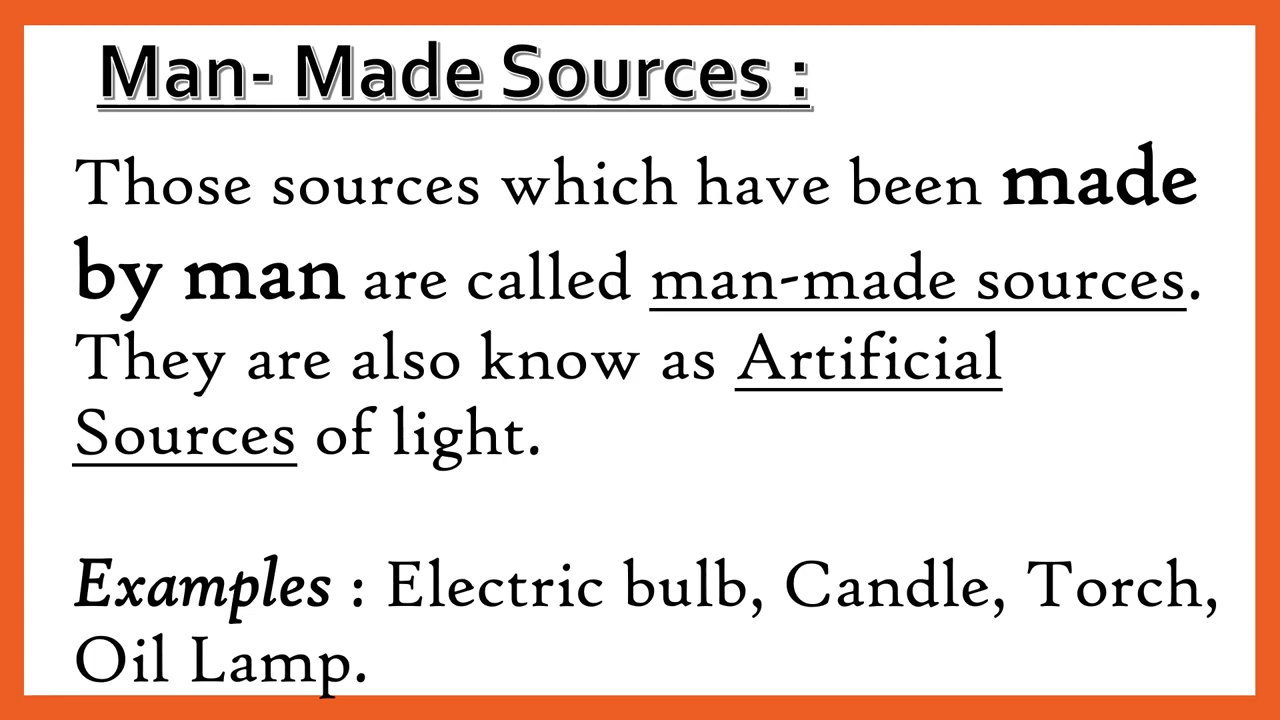 Man- Made Sources :
Those sources which have been made
by man are called man-made sources.
They are also know as Artificial
Sources of light.
Examples : Electric bulb, Candle, Torch,
Oil Lamp.